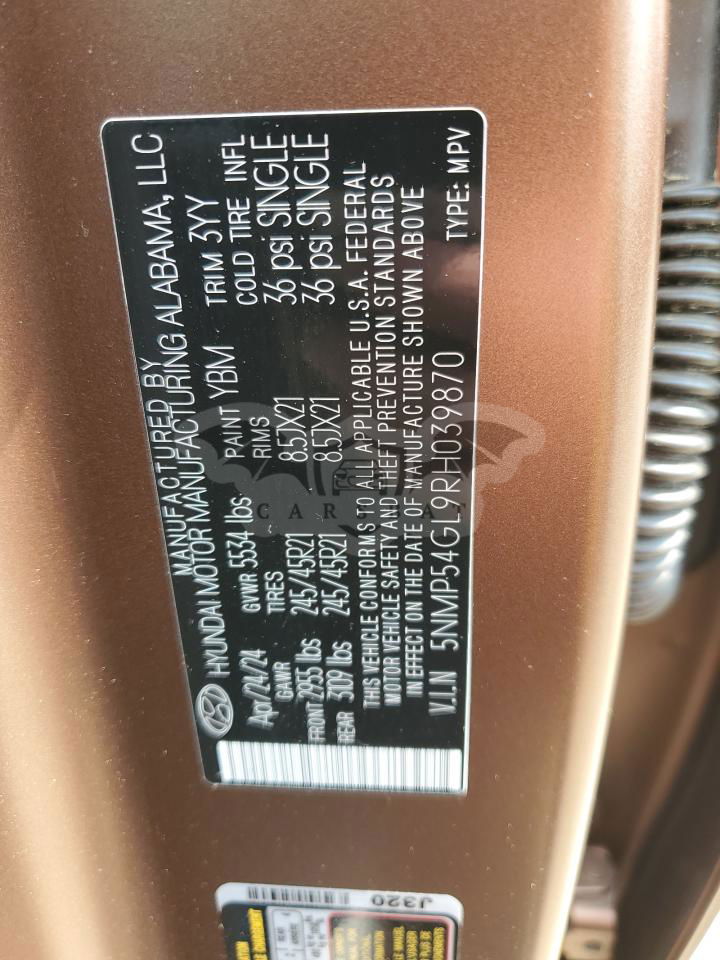 MANUFACTURED BY
HYUNDAI MOTOR MANUFACTURING ALABAMA, LLC
Apr/24/24 GVWR 5534 lbs PAINT YBM TRIM 3YY
GAWR TIRES RIMS COLD TIRE INFL
FRONT 2955 lbs 245/45R21 8.5JX21 36 psi SINGLE
REAR 3109 lbs 245/45R21 8.5JX21 36 psi SINGLE
THIS VEHICLE CONFORMS TO ALL APPLICABLE U.S.A. FEDERAL
MOTOR VEHICLE SAFETY AND THEFT PREVENTION STANDARDS
IN EFFECT ON THE DATE OF MANUFACTURE SHOWN ABOVE
V.I.N 5NMP54GL9RH039870 TYPE: MPV
J320